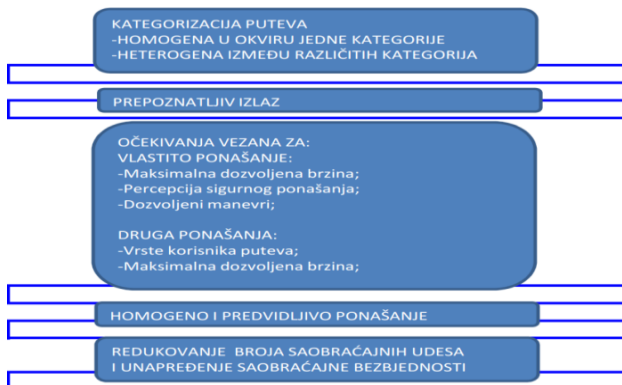 KATEGORIZACIJA PUTEVA
-HOMOGENA U OKVIRU JEDNE KATEGORIJE
-HETEROGENA IZMEĐU RAZLIČITIH KATEGORIJA
PREPOZNATLJIV IZLAZ
OČEKIVANJA VEZANA ZA:
VLASTITO PONAŠANJE:
-Maksimalna dozvoljena brzina;
-Percepcija sigurnog ponašanja;
-Dozvoljeni manevri;
DRUGA PONAŠANJA:
-Vrste korisnika puteva;
-Maksimalna dozvoljena brzina;
HOMOGENO I PREDVIDLJIVO PONAŠANJE
REDUKOVANJE BROJA SAOBRAĆAJNIH UDESA
I UNAPREĐENJE SAOBRAĆAJNE BEZBJEDNOSTI